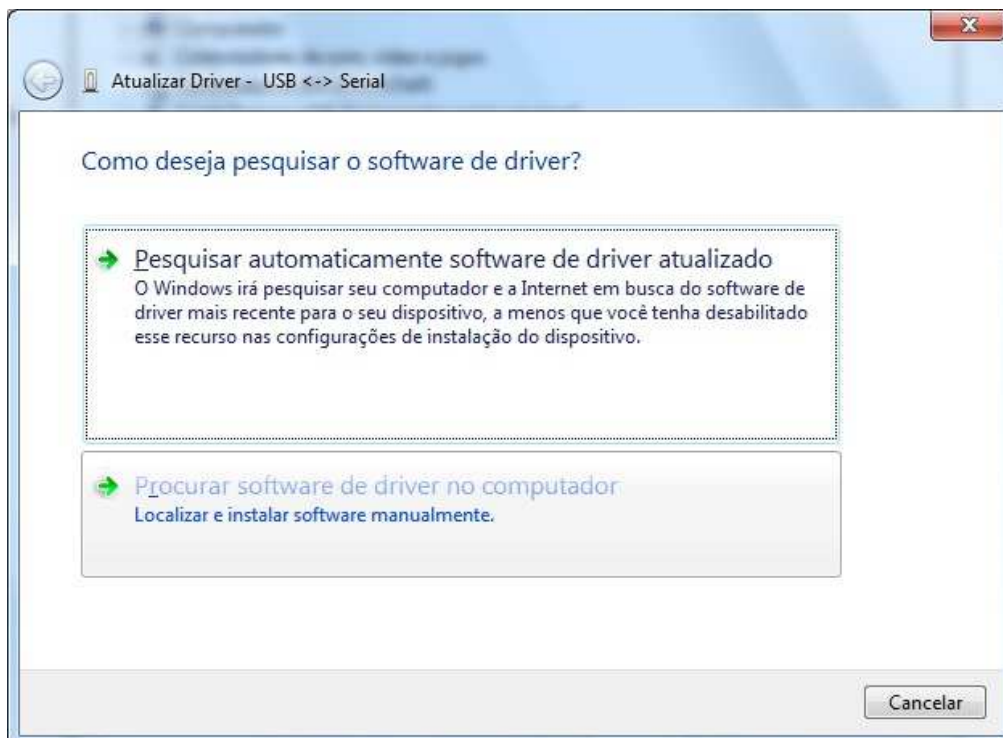 Atualizar Driver - USB <-> Serial
Como deseja pesquisar o software de driver?
Pesquisar automaticamente software de driver atualizado
O Windows irá pesquisar seu computador e a Internet em busca do software de
driver mais recente para o seu dispositivo, a menos que você tenha desabilitado
esse recurso nas configurações de instalação do dispositivo.
Procurar software de driver no computador
Localizar e instalar software manualmente.
Cancelar